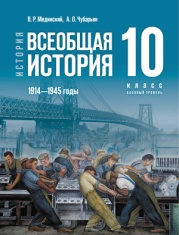 В. Р. Мединский, А. О. Чубарьян
ИСТОРИЯ
ВСЕОБЩАЯ
ИСТОРИЯ
1914—1945 годы
10
КЛАСС
БАЗОВЫЙ УРОВЕНЬ